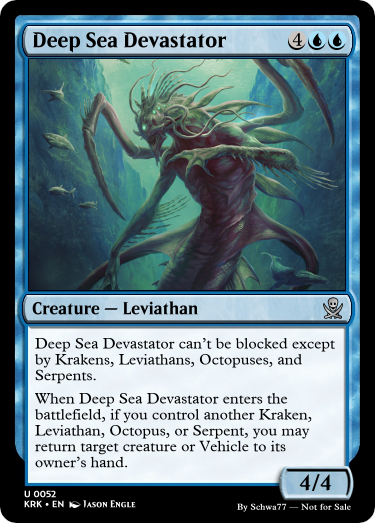 Deep Sea Devastator 4
Creature — Leviathan
Deep Sea Devastator can't be blocked except
by Krakens, Leviathans, Octopuses, and
Serpents.
When Deep Sea Devastator enters the
battlefield, if you control another Kraken,
Leviathan, Octopus, or Serpent, you may
return target creature or Vehicle to its
owner's hand.
4/4
U 0052
KRK • EN Jason Engle
By Schwa77 — Not for Sale